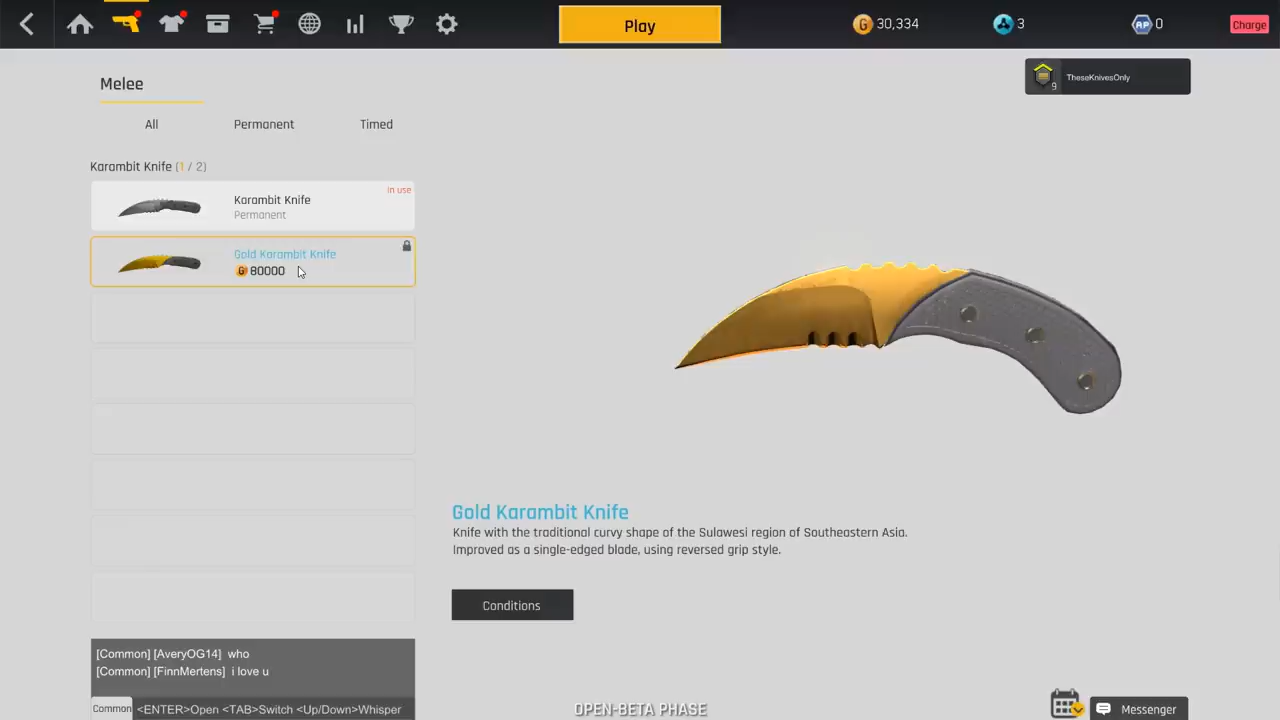 Play
G 30,334
3
AP 0
Charge
Melee
9 TheseKnivesOnly
All Permanent Timed
Karambit Knife (1 / 2)
In use
Karambit Knife
Permanent
Gold Karambit Knife
G 80000
Gold Karambit Knife
Knife with the traditional curvy shape of the Sulawesi region of Southeastern Asia.
Improved as a single-edged blade, using reversed grip style.
Conditions
[Common] [AveryOG14] who
[Common] [FinnMertens] i love u
Common <ENTER>Open <TAB>Switch <Up/Down>Whisper
OPEN-BETA PHASE
Messenger